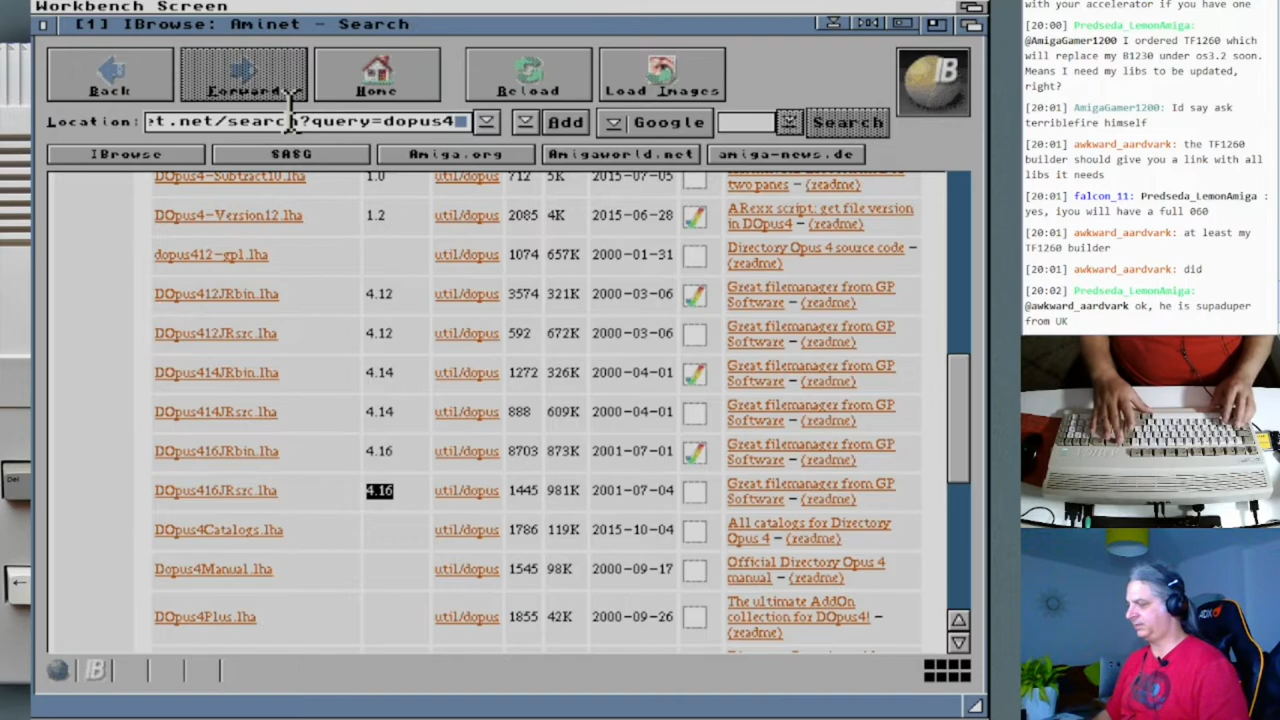 Workbench Screen
[1] IBrowse: Aminet - Search
Back
Forward
Home
Reload
Load Images
IB
Location: et.net/search?query=dopus4
Add
Google
Search
IBrowse
SASG
Amiga.org
Amigaworld.net
amiga-news.de
DOpus4-Subtract10.lha 1.0 util/dopus 712 5K 2015-07-05
two panes - (readme)
DOpus4-Version12.lha 1.2 util/dopus 2085 4K 2015-06-28 ARexx script: get file version
in DOpus4 - (readme)
dopus412-gpl.lha util/dopus 1074 657K 2000-01-31 Directory Opus 4 source code -
(readme)
DOpus412JRbin.lha 4.12 util/dopus 3574 321K 2000-03-06 Great filemanager from GP
Software - (readme)
DOpus412JRsrc.lha 4.12 util/dopus 592 672K 2000-03-06 Great filemanager from GP
Software - (readme)
DOpus414JRbin.lha 4.14 util/dopus 1272 326K 2000-04-01 Great filemanager from GP
Software - (readme)
DOpus414JRsrc.lha 4.14 util/dopus 888 609K 2000-04-01 Great filemanager from GP
Software - (readme)
DOpus416JRbin.lha 4.16 util/dopus 8703 873K 2001-07-01 Great filemanager from GP
Software - (readme)
DOpus416JRsrc.lha 4.16 util/dopus 1445 981K 2001-07-04 Great filemanager from GP
Software - (readme)
DOpus4Catalogs.lha util/dopus 1786 119K 2015-10-04 All catalogs for Directory
Opus 4 - (readme)
Dopus4Manual.lha util/dopus 1545 98K 2000-09-17 Official Directory Opus 4
manual - (readme)
DOpus4Plus.lha util/dopus 1855 42K 2000-09-26 The ultimate AddOn
collection for DOpus4! -
(readme)
IB
Del
with your accelerator if you have
one
[20:00] Predseda_LemonAmiga:
@AmigaGamer1200 I ordered TF1260 which
will replace my B1230 under os3.2 soon.
Means I need my libs to be updated,
right?
[20:01] AmigaGamer1200: Id say ask
terriblefire himself
[20:01] awkward_aardvark: the TF1260
builder should give you a link with all
libs it needs
[20:01] falcon_11: Predseda_LemonAmiga :
yes, iyou will have a full 060
[20:01] awkward_aardvark: at least my
TF1260 builder
[20:01] awkward_aardvark: did
[20:02] Predseda_LemonAmiga:
@awkward_aardvark ok, he is supaduper
from UK